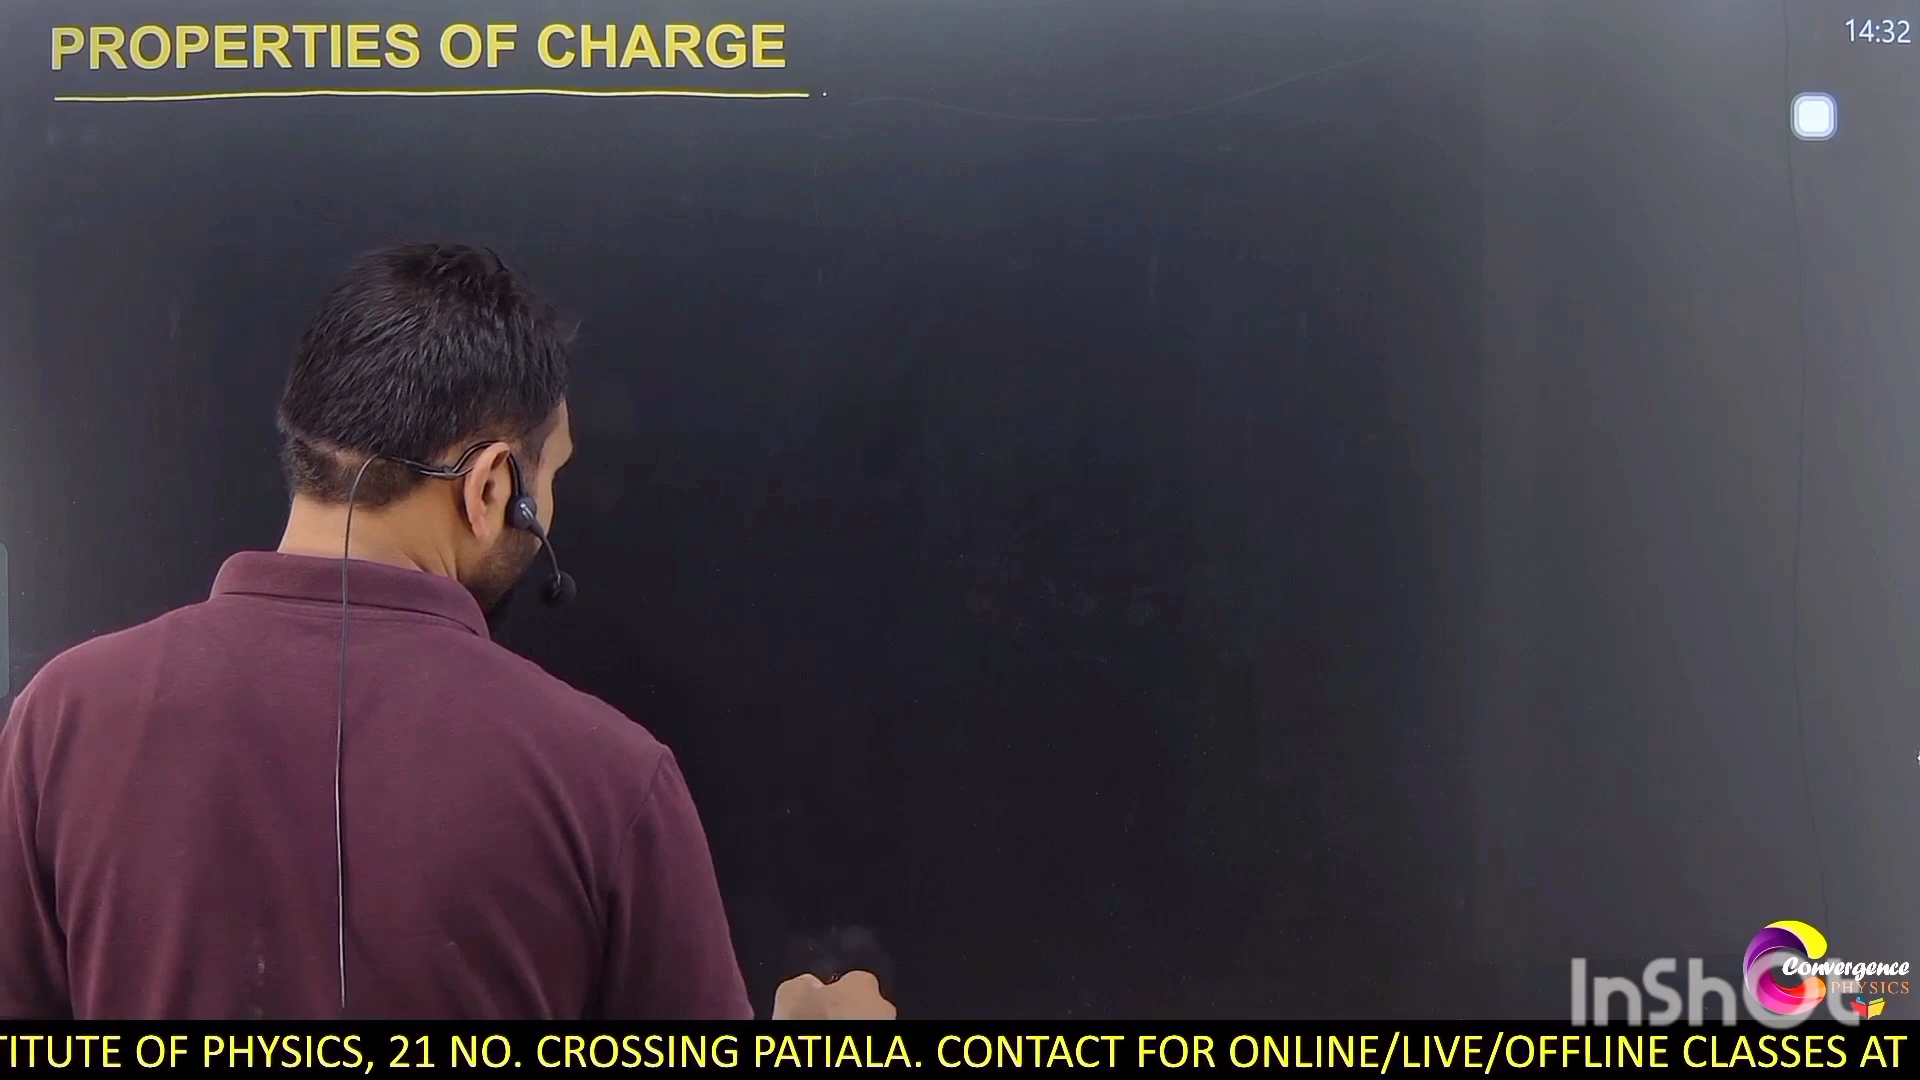 PROPERTIES OF CHARGE
14:32
InShOt
Convergence
PHYSICS
TITUTE OF PHYSICS, 21 NO. CROSSING PATIALA. CONTACT FOR ONLINE/LIVE/OFFLINE CLASSES AT